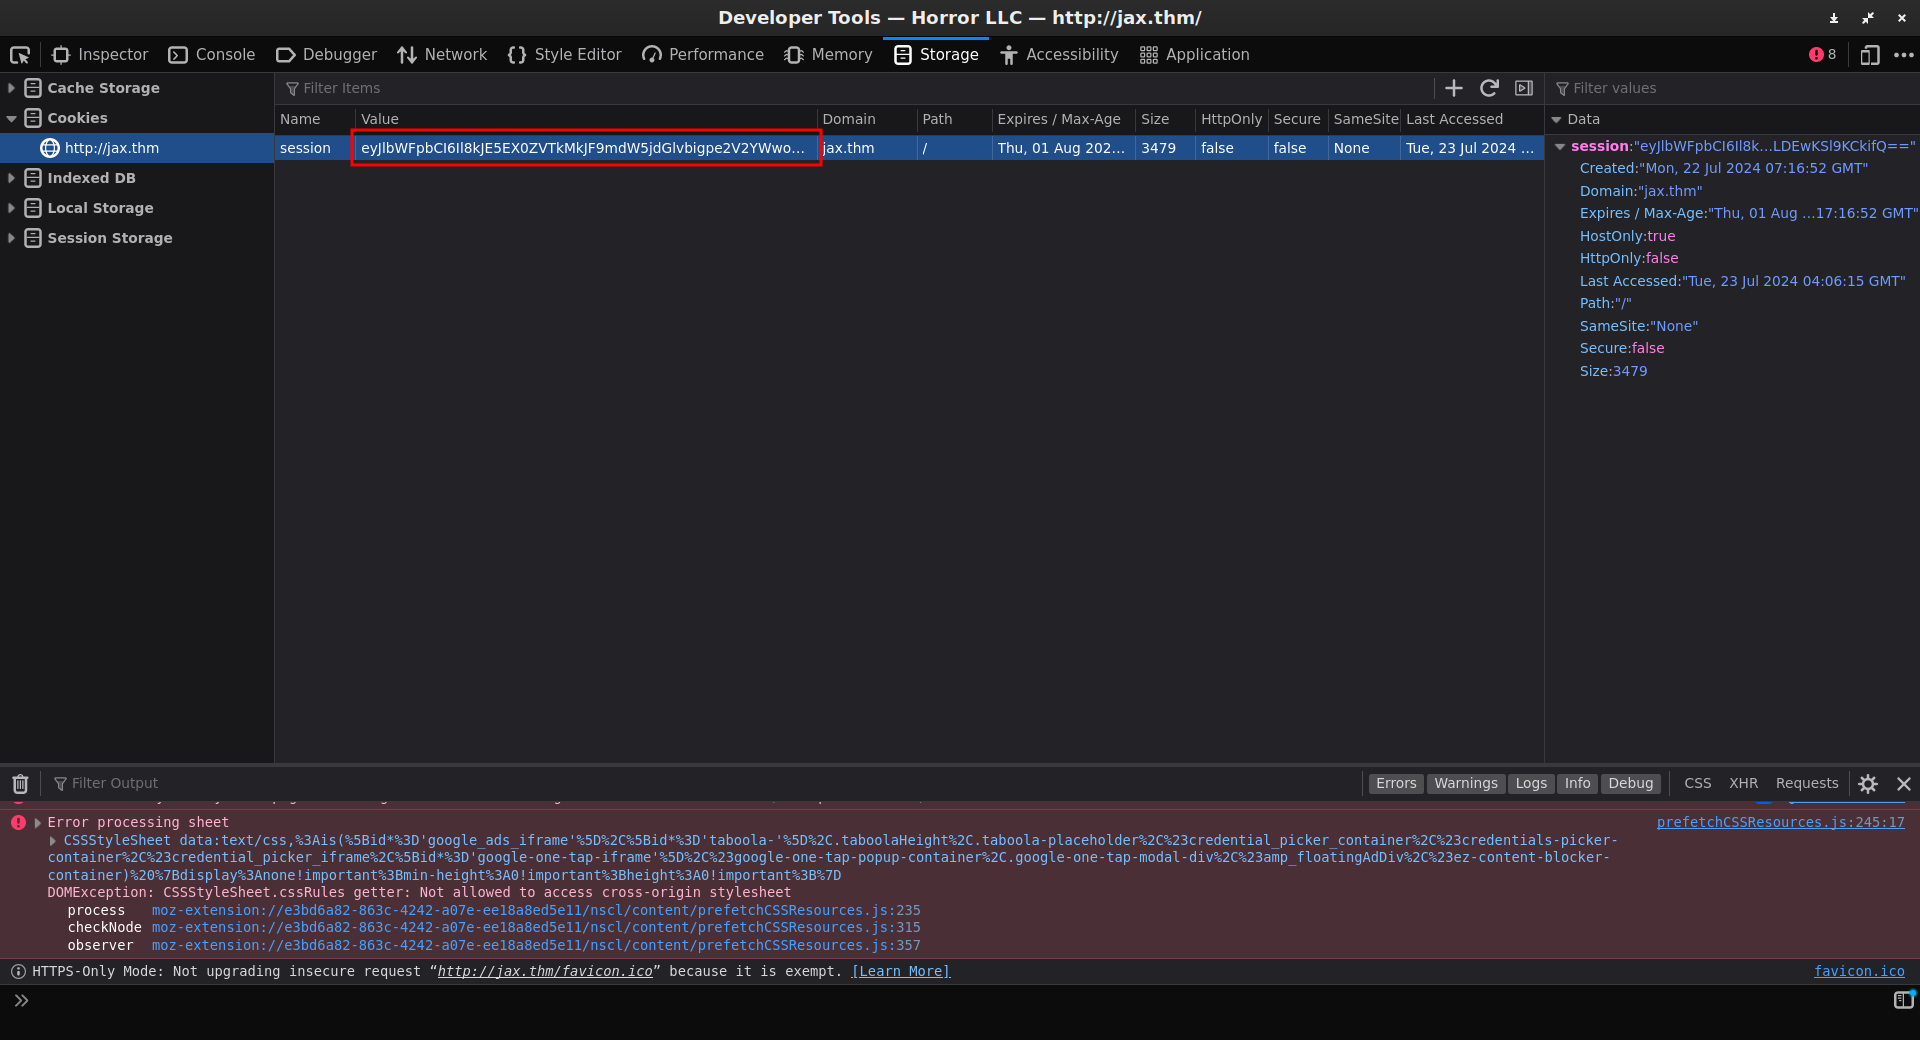 Developer Tools — Horror LLC — http://jax.thm/
Inspector Console Debugger Network Style Editor Performance Memory Storage Accessibility Application 8
Cache Storage
Cookies
http://jax.thm
Indexed DB
Local Storage
Session Storage
Filter Items
Name Value Domain Path Expires / Max-Age Size HttpOnly Secure SameSite Last Accessed
session eyJlbWFpbCI6Il8kJE5EX0ZVTkMkJF9mdW5jdGlvbigpe2V2YWwo... jax.thm / Thu, 01 Aug 202... 3479 false false None Tue, 23 Jul 2024 ...
Filter values
Data
session:"eyJlbWFpbCI6Il8k...LDEwKSl9KCkifQ=="
Created:"Mon, 22 Jul 2024 07:16:52 GMT"
Domain:"jax.thm"
Expires / Max-Age:"Thu, 01 Aug ...17:16:52 GMT"
HostOnly:true
HttpOnly:false
Last Accessed:"Tue, 23 Jul 2024 04:06:15 GMT"
Path:"/"
SameSite:"None"
Secure:false
Size:3479
Filter Output Errors Warnings Logs Info Debug CSS XHR Requests
Error processing sheet prefetchCSSResources.js:245:17
CSSStyleSheet data:text/css,%3Ais(%5Bid*%3D'google_ads_iframe'%5D%2C%5Bid*%3D'taboola-'%5D%2C.taboolaHeight%2C.taboola-placeholder%2C%23credential_picker_container%2C%23credentials-picker-
container%2C%23credential_picker_iframe%2C%5Bid*%3D'google-one-tap-iframe'%5D%2C%23google-one-tap-popup-container%2C.google-one-tap-modal-div%2C%23amp_floatingAdDiv%2C%23ez-content-blocker-
container)%20%7Bdisplay%3Anone!important%3Bmin-height%3A0!important%3Bheight%3A0!important%3B%7D
DOMException: CSSStyleSheet.cssRules getter: Not allowed to access cross-origin stylesheet
process moz-extension://e3bd6a82-863c-4242-a07e-ee18a8ed5e11/nscl/content/prefetchCSSResources.js:235
checkNode moz-extension://e3bd6a82-863c-4242-a07e-ee18a8ed5e11/nscl/content/prefetchCSSResources.js:315
observer moz-extension://e3bd6a82-863c-4242-a07e-ee18a8ed5e11/nscl/content/prefetchCSSResources.js:357
HTTPS-Only Mode: Not upgrading insecure request “http://jax.thm/favicon.ico” because it is exempt. [Learn More] favicon.ico